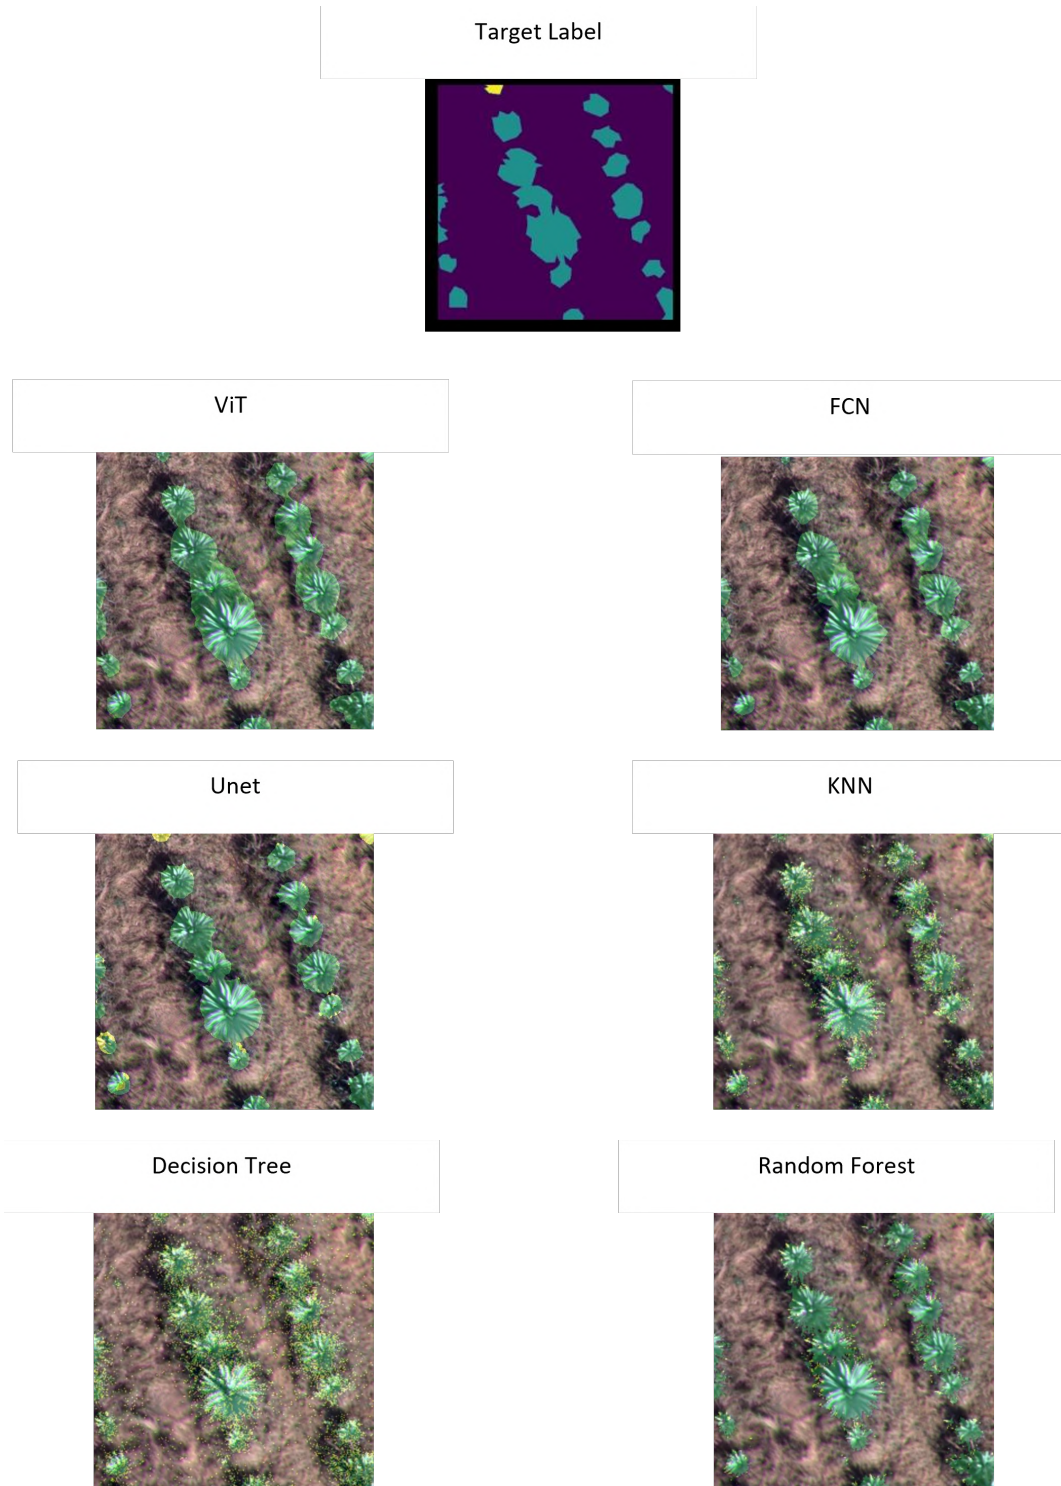 Target Label
ViT
FCN
Unet
KNN
Decision Tree
Random Forest